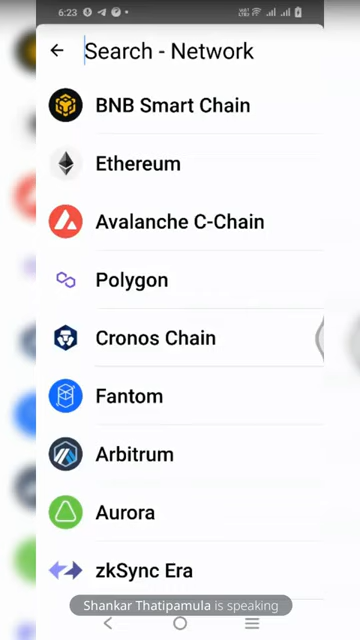 6:23
Search - Network
BNB Smart Chain
Ethereum
Avalanche C-Chain
Polygon
Cronos Chain
Fantom
Arbitrum
Aurora
zkSync Era
Shankar Thatipamula is speaking